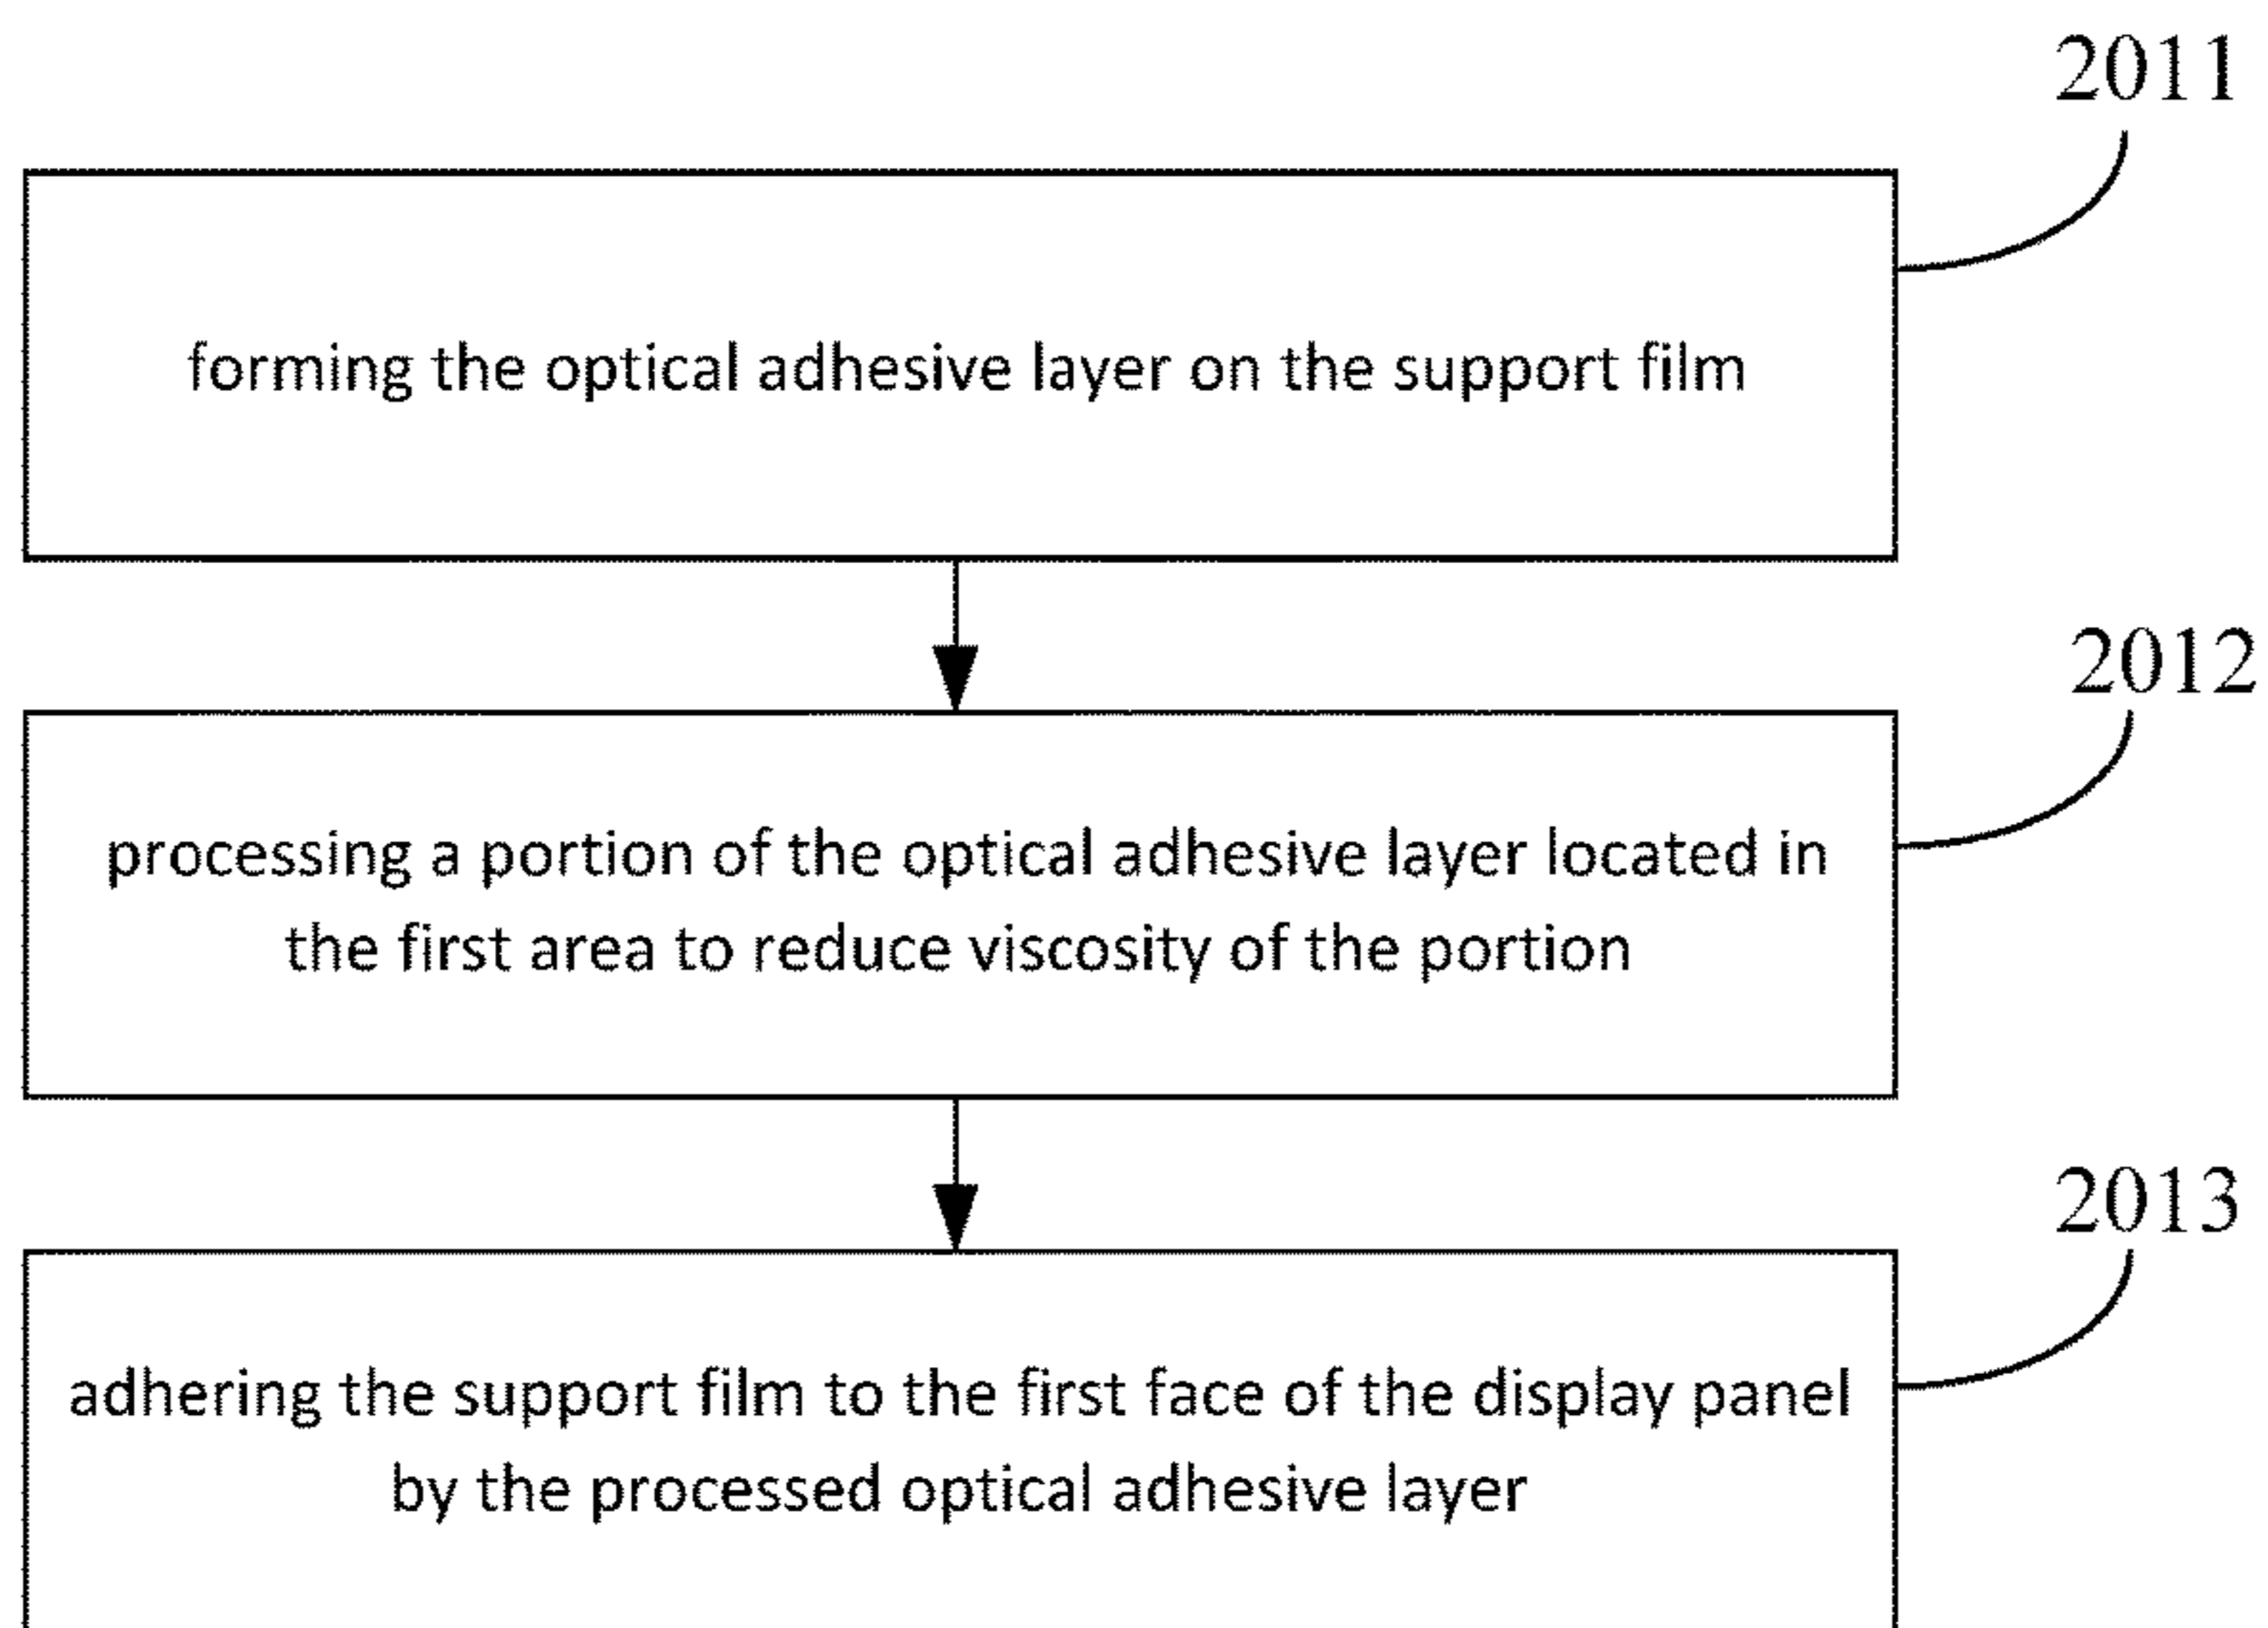 2011
forming the optical adhesive layer on the support film
2012
processing a portion of the optical adhesive layer located in
the first area to reduce viscosity of the portion
2013
adhering the support film to the first face of the display panel
by the processed optical adhesive layer